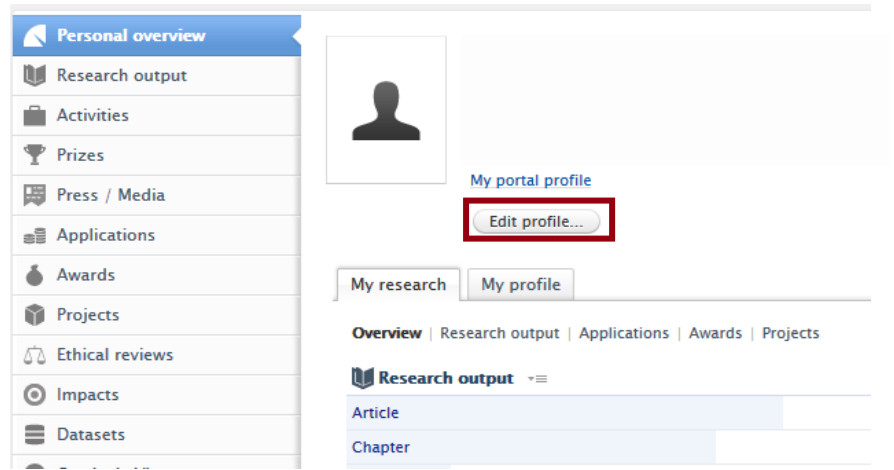 Personal overview
Research output
Activities
Prizes
Press / Media
Applications
Awards
Projects
Ethical reviews
Impacts
Datasets
My portal profile
Edit profile...
My research
My profile
Overview | Research output | Applications | Awards | Projects
Research output
Article
Chapter